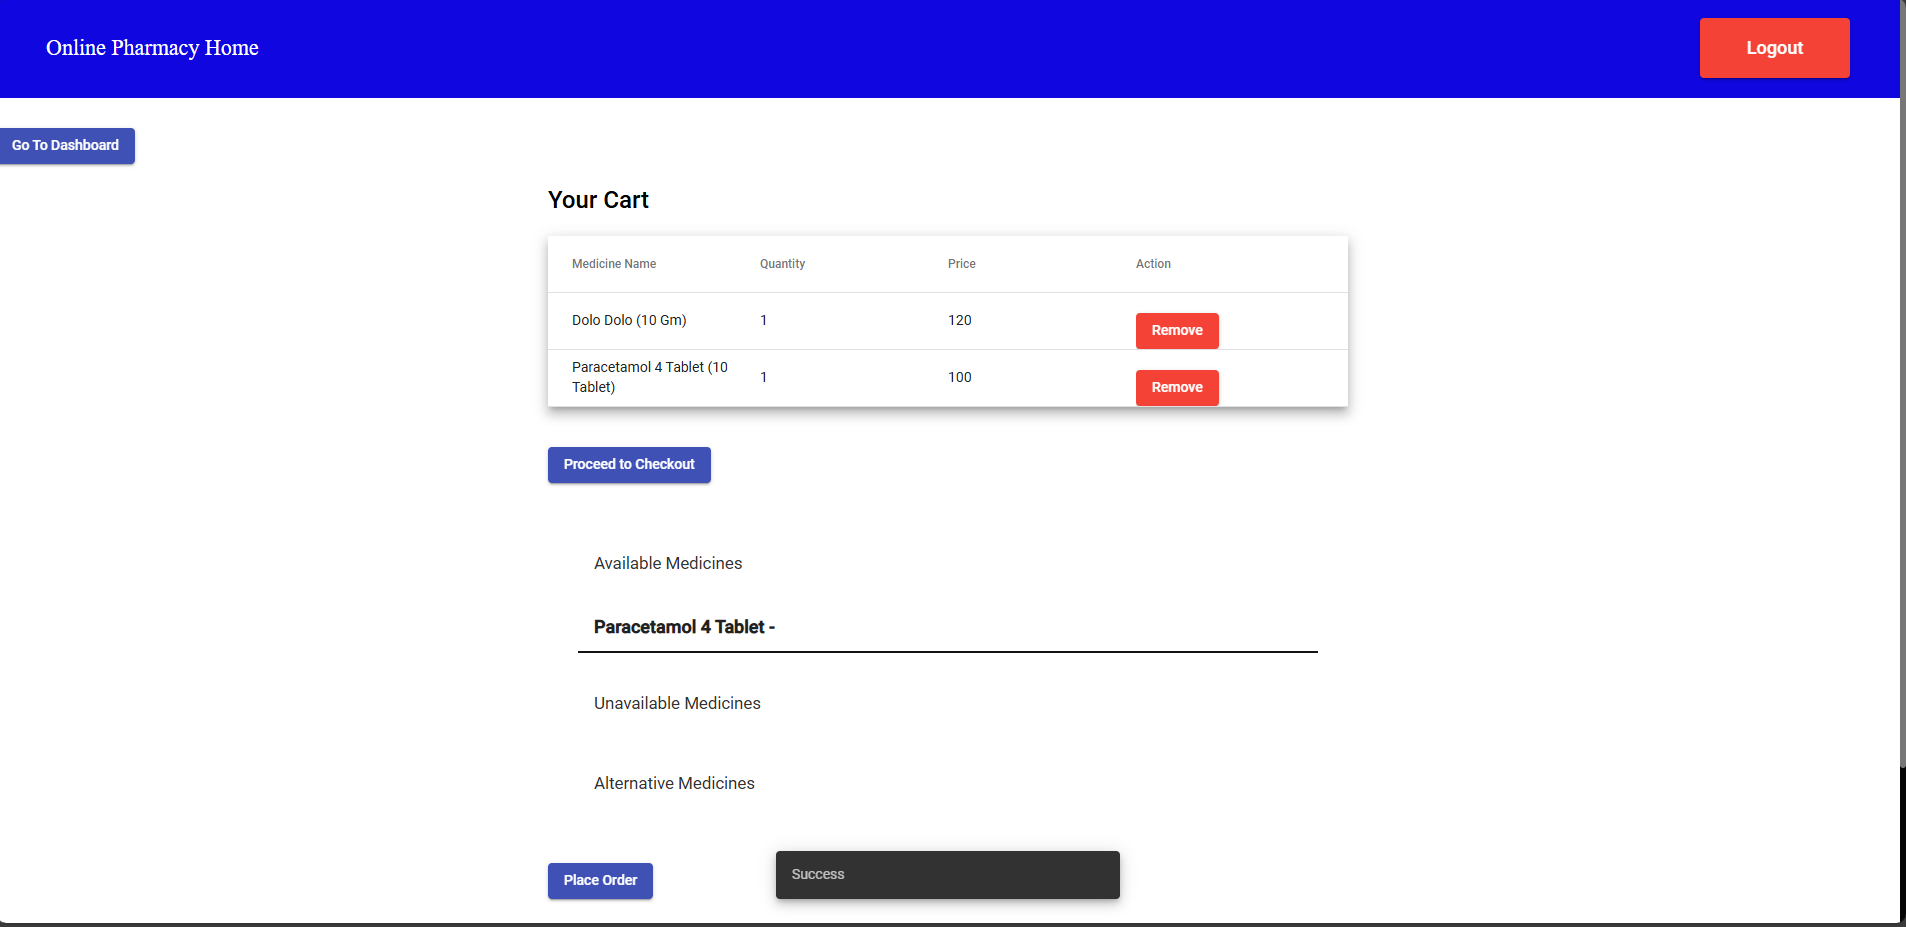 Online Pharmacy Home
Logout
Go To Dashboard
Your Cart
Medicine Name Quantity Price Action
Dolo Dolo (10 Gm) 1 120 Remove
Paracetamol 4 Tablet (10
Tablet) 1 100 Remove
Proceed to Checkout
Available Medicines
Paracetamol 4 Tablet -
Unavailable Medicines
Alternative Medicines
Place Order
Success